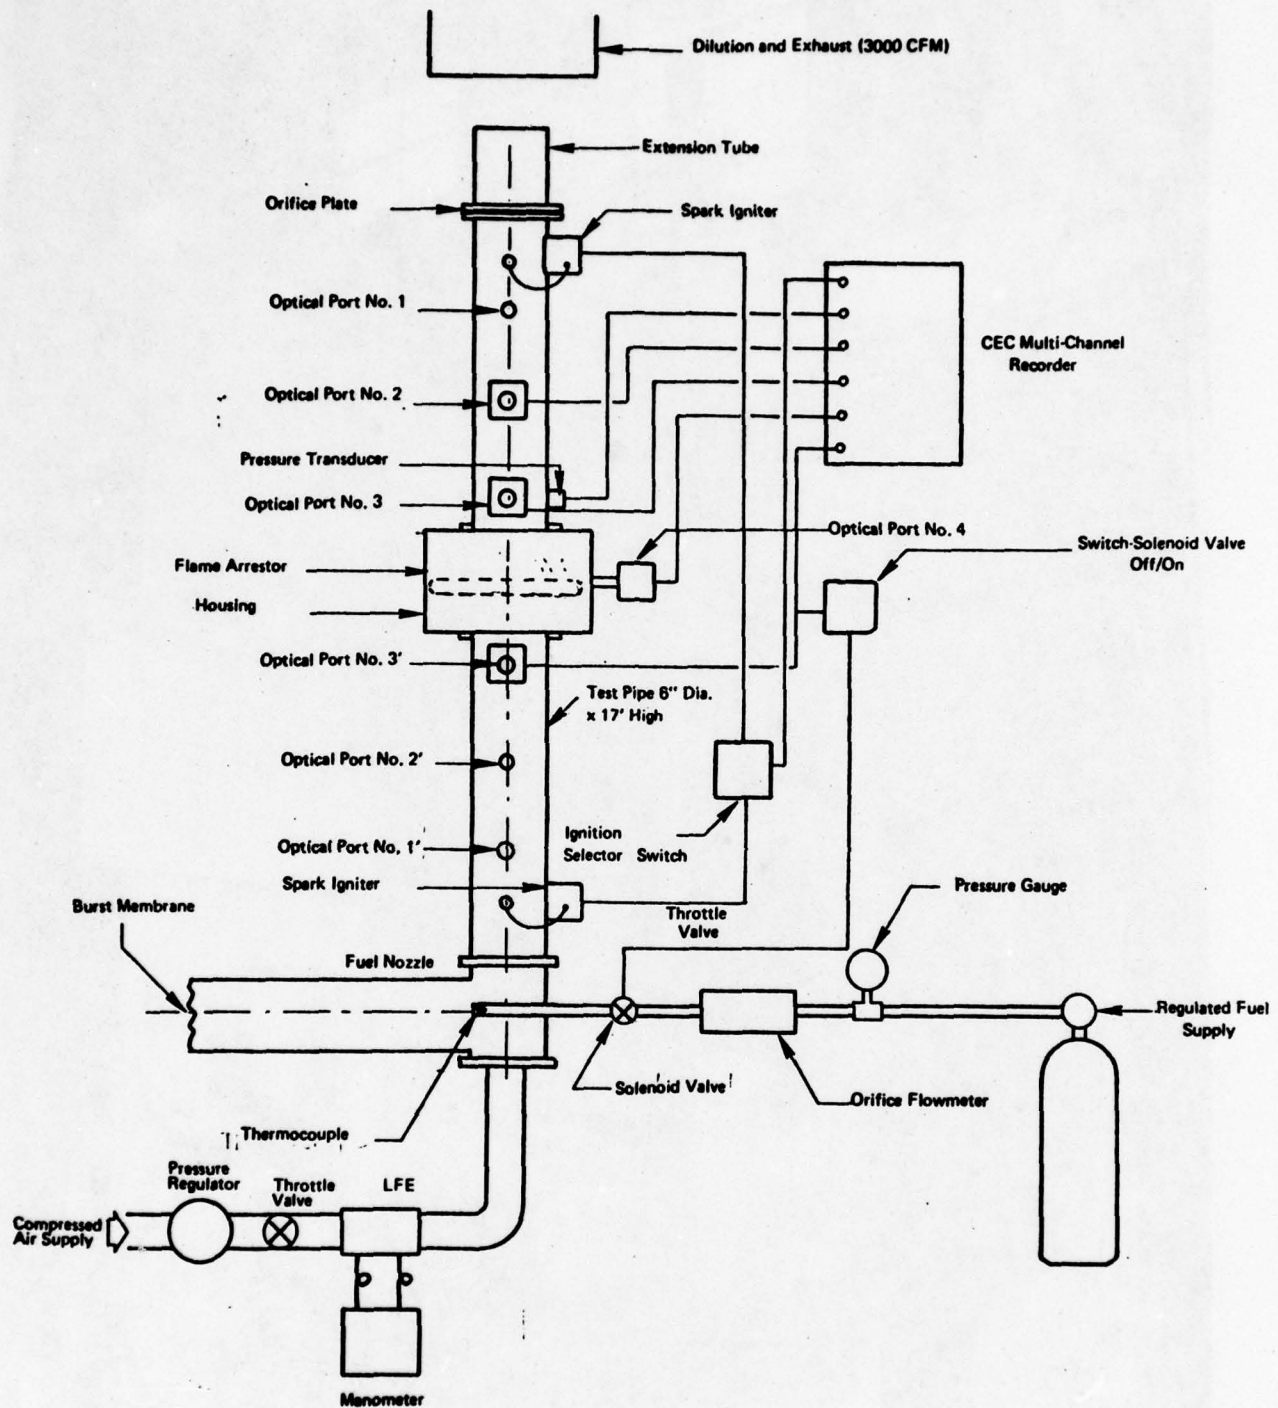 Dilution and Exhaust (3000 CFM)
Extension Tube
Orifice Plate
Spark Igniter
Optical Port No. 1
CEC Multi-Channel
Recorder
Optical Port No. 2
Pressure Transducer
Optical Port No. 3
Optical Port No. 4
Switch-Solenoid Valve
Off/On
Flame Arrestor
Housing
Optical Port No. 3'
Test Pipe 6" Dia.
x 17' High
Optical Port No. 2'
Ignition
Selector Switch
Optical Port No. 1'
Spark Igniter
Pressure Gauge
Burst Membrane
Throttle
Valve
Fuel Nozzle
Regulated Fuel
Supply
Solenoid Valve
Orifice Flowmeter
Thermocouple
Pressure
Regulator
Throttle
Valve
LFE
Compressed
Air Supply
Manometer